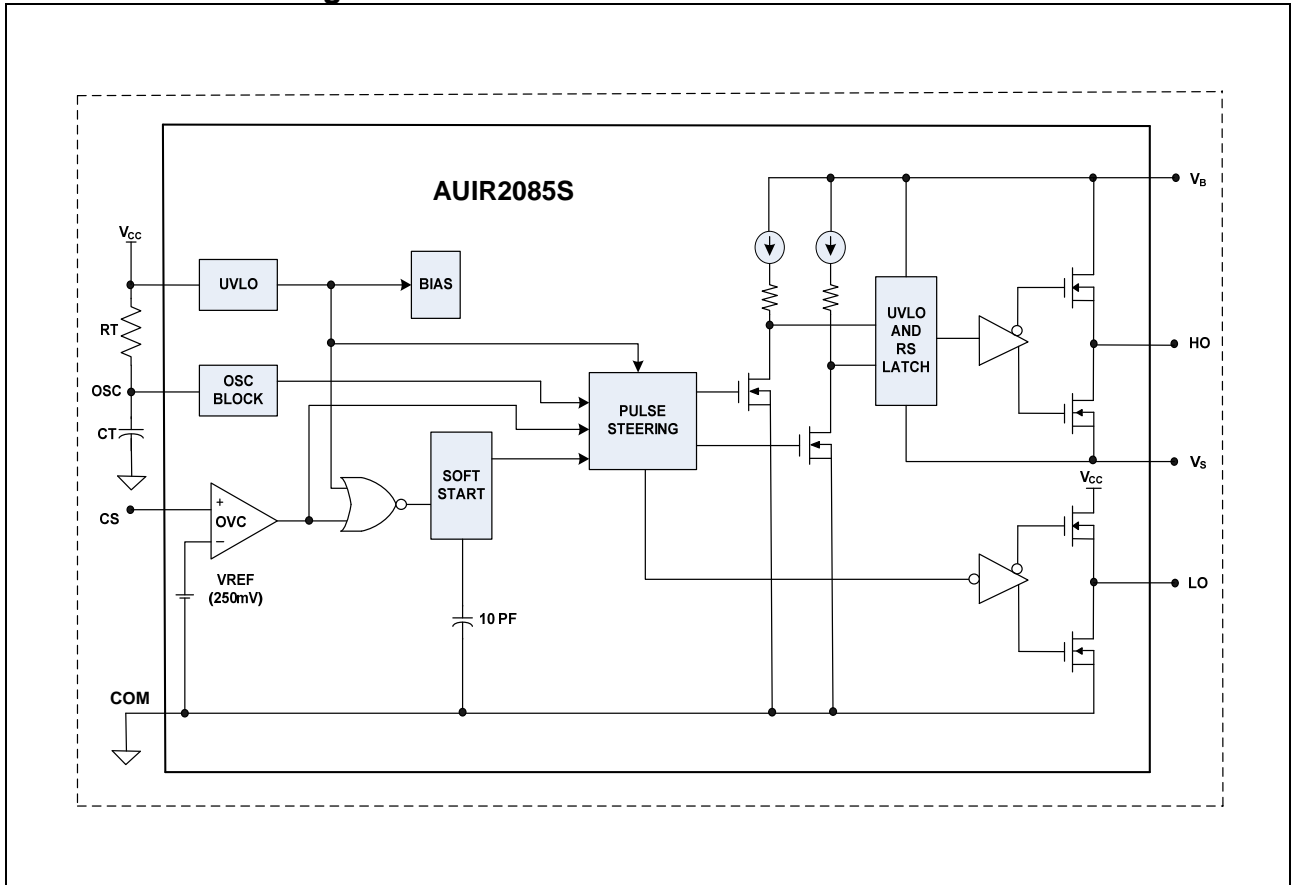 AUIR2085S
VB
VCC
UVLO
BIAS
RT
UVLO
AND
RS
LATCH
HO
OSC
OSC
BLOCK
PULSE
STEERING
CT
SOFT
START
VS
VCC
CS
+
OVC
–
VREF
(250mV)
LO
10 PF
COM